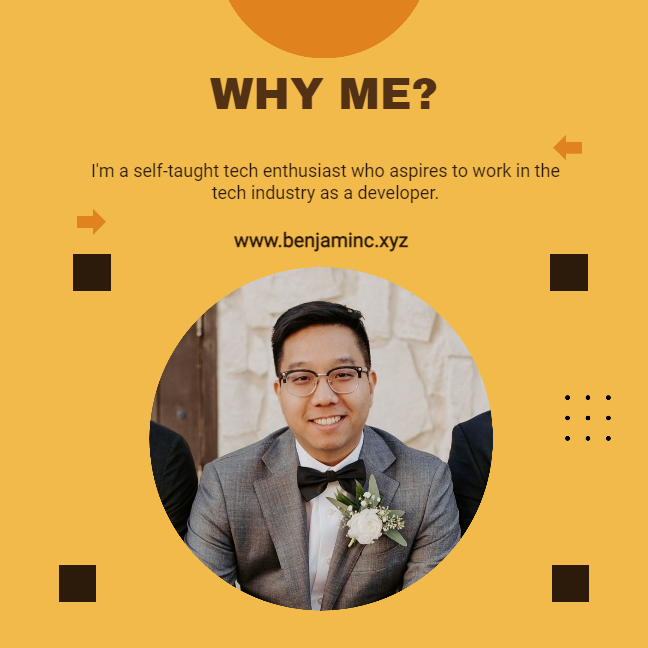 WHY ME?
I'm a self-taught tech enthusiast who aspires to work in the
tech industry as a developer.
www.benjaminc.xyz